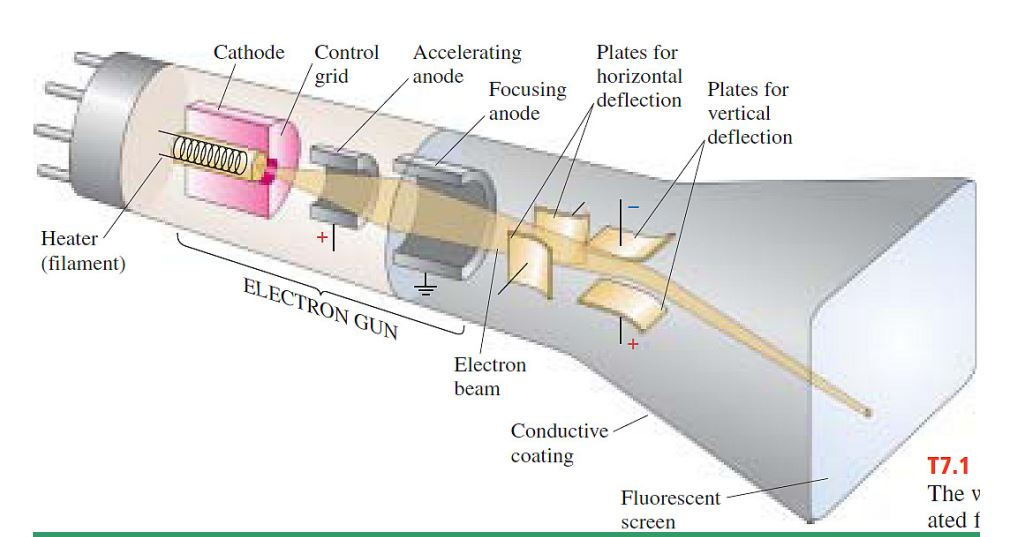 Cathode
Control
grid
Accelerating
anode
Focusing
anode
Plates for
horizontal
deflection
Plates for
vertical
deflection
−
+
Heater
(filament)
ELECTRON GUN
+
Electron
beam
Conductive
coating
Fluorescent
screen
T7.1
The
ated